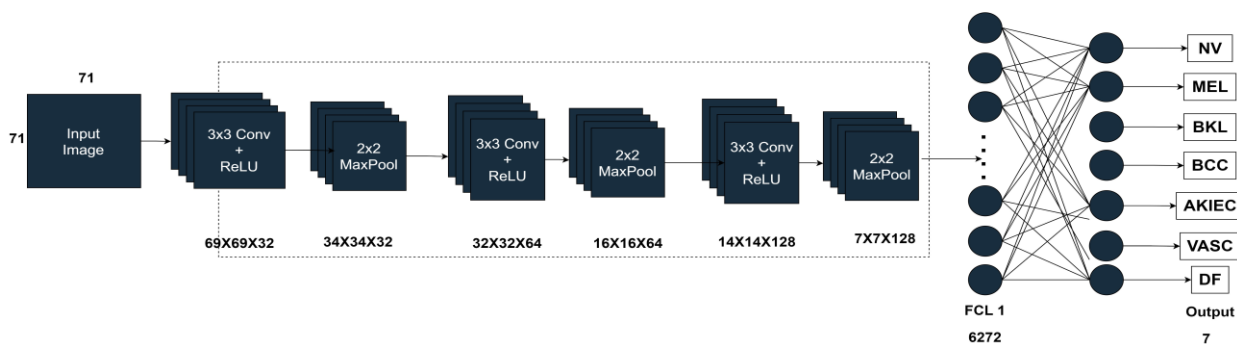 71
71
Input
Image
3x3 Conv
+
ReLU
69X69X32
2x2
MaxPool
34X34X32
3x3 Conv
+
ReLU
32X32X64
2x2
MaxPool
16X16X64
3x3 Conv
+
ReLU
14X14X128
2x2
MaxPool
7X7X128
FCL 1
6272
NV
MEL
BKL
BCC
AKIEC
VASC
DF
Output
7